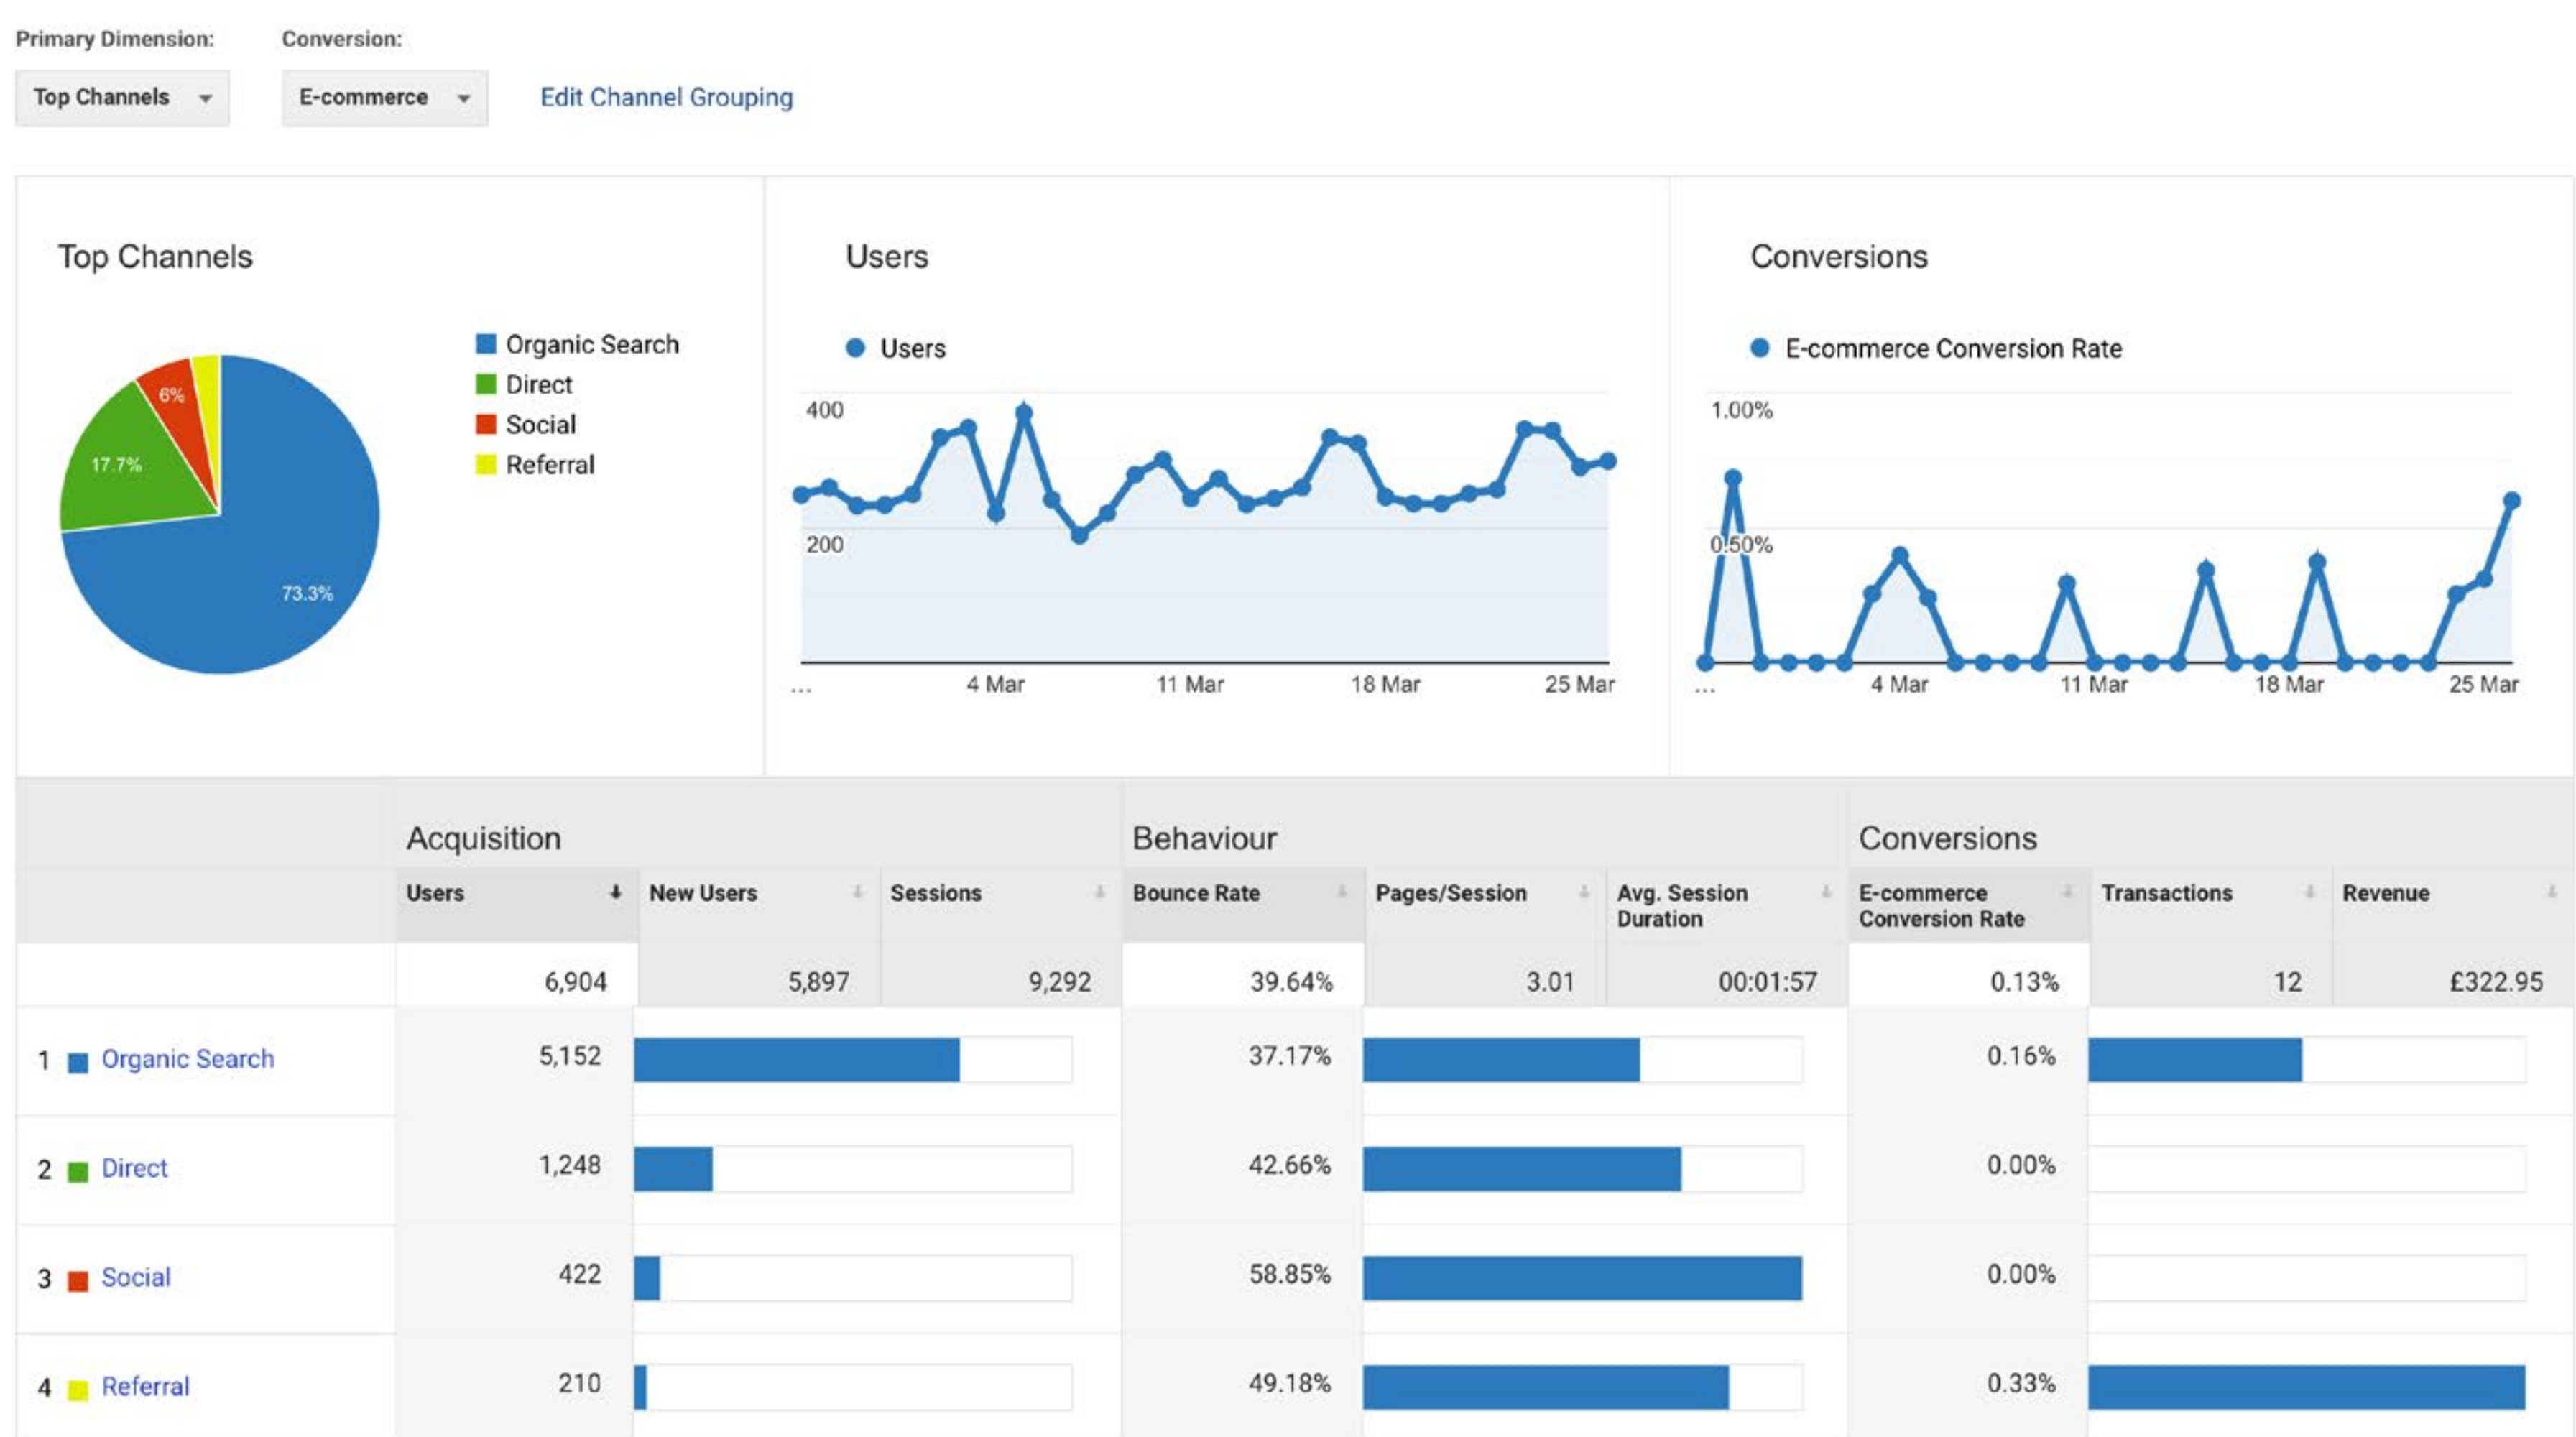 Primary Dimension: Conversion:
Top Channels E-commerce Edit Channel Grouping
Top Channels
Organic Search
Direct
Social
Referral
6%
17.7%
73.3%
Users
Users
400
200
... 4 Mar 11 Mar 18 Mar 25 Mar
Conversions
E-commerce Conversion Rate
1.00%
0.50%
... 4 Mar 11 Mar 18 Mar 25 Mar
Acquisition Behaviour Conversions
Users New Users Sessions Bounce Rate Pages/Session Avg. Session Duration E-commerce Conversion Rate Transactions Revenue
6,904 5,897 9,292 39.64% 3.01 00:01:57 0.13% 12 £322.95
1 Organic Search 5,152 37.17% 0.16%
2 Direct 1,248 42.66% 0.00%
3 Social 422 58.85% 0.00%
4 Referral 210 49.18% 0.33%